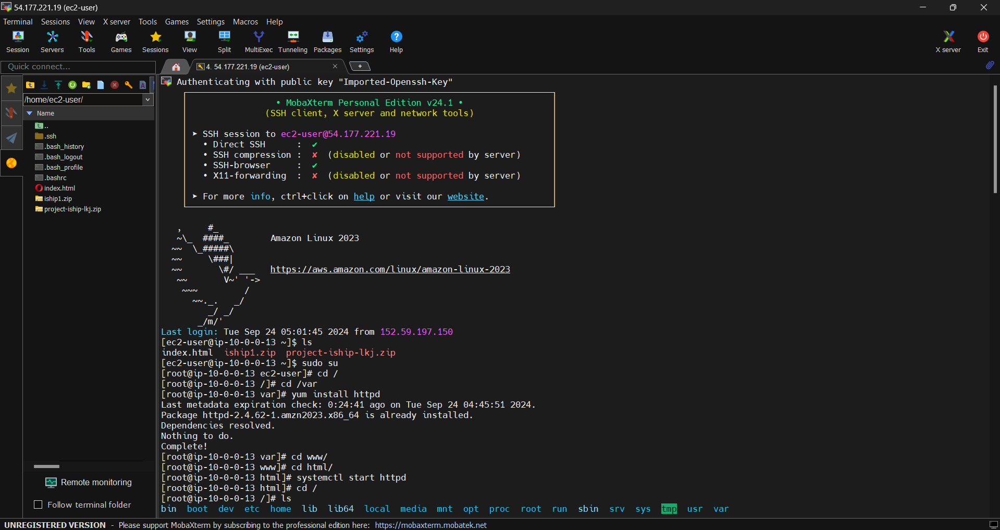 54.177.221.19 (ec2-user)
Terminal Sessions View X server Tools Games Settings Macros Help
Session Servers Tools Games Sessions View Split MultiExec Tunneling Packages Settings Help X server Exit
Quick connect...
4. 54.177.221.19 (ec2-user)
/home/ec2-user/
Name
..
.ssh
.bash_history
.bash_logout
.bash_profile
.bashrc
index.html
iship1.zip
project-iship-lkj.zip
Remote monitoring
Follow terminal folder
Authenticating with public key "Imported-Openssh-Key"
• MobaXterm Personal Edition v24.1 •
(SSH client, X server and network tools)
➤ SSH session to ec2-user@54.177.221.19
• Direct SSH : ✔
• SSH compression : ✘ (disabled or not supported by server)
• SSH-browser : ✔
• X11-forwarding : ✘ (disabled or not supported by server)
➤ For more info, ctrl+click on help or visit our website.
, #_
~\_ ####_ Amazon Linux 2023
~~ \_#####\
~~ \###|
~~ \#/ ___ https://aws.amazon.com/linux/amazon-linux-2023
~~ V~' '->
~~~ /
~~._. _/
_/ _/
_/m/'
Last login: Tue Sep 24 05:01:45 2024 from 152.59.197.150
[ec2-user@ip-10-0-0-13 ~]$ ls
index.html iship1.zip project-iship-lkj.zip
[ec2-user@ip-10-0-0-13 ~]$ sudo su
[root@ip-10-0-0-13 ec2-user]# cd /
[root@ip-10-0-0-13 /]# cd /var
[root@ip-10-0-0-13 var]# yum install httpd
Last metadata expiration check: 0:24:41 ago on Tue Sep 24 04:45:51 2024.
Package httpd-2.4.62-1.amzn2023.x86_64 is already installed.
Dependencies resolved.
Nothing to do.
Complete!
[root@ip-10-0-0-13 var]# cd www/
[root@ip-10-0-0-13 www]# cd html/
[root@ip-10-0-0-13 html]# systemctl start httpd
[root@ip-10-0-0-13 html]# cd /
[root@ip-10-0-0-13 /]# ls
bin boot dev etc home lib lib64 local media mnt opt proc root run sbin srv sys tmp usr var
UNREGISTERED VERSION - Please support MobaXterm by subscribing to the professional edition here: https://mobaxterm.mobatek.net